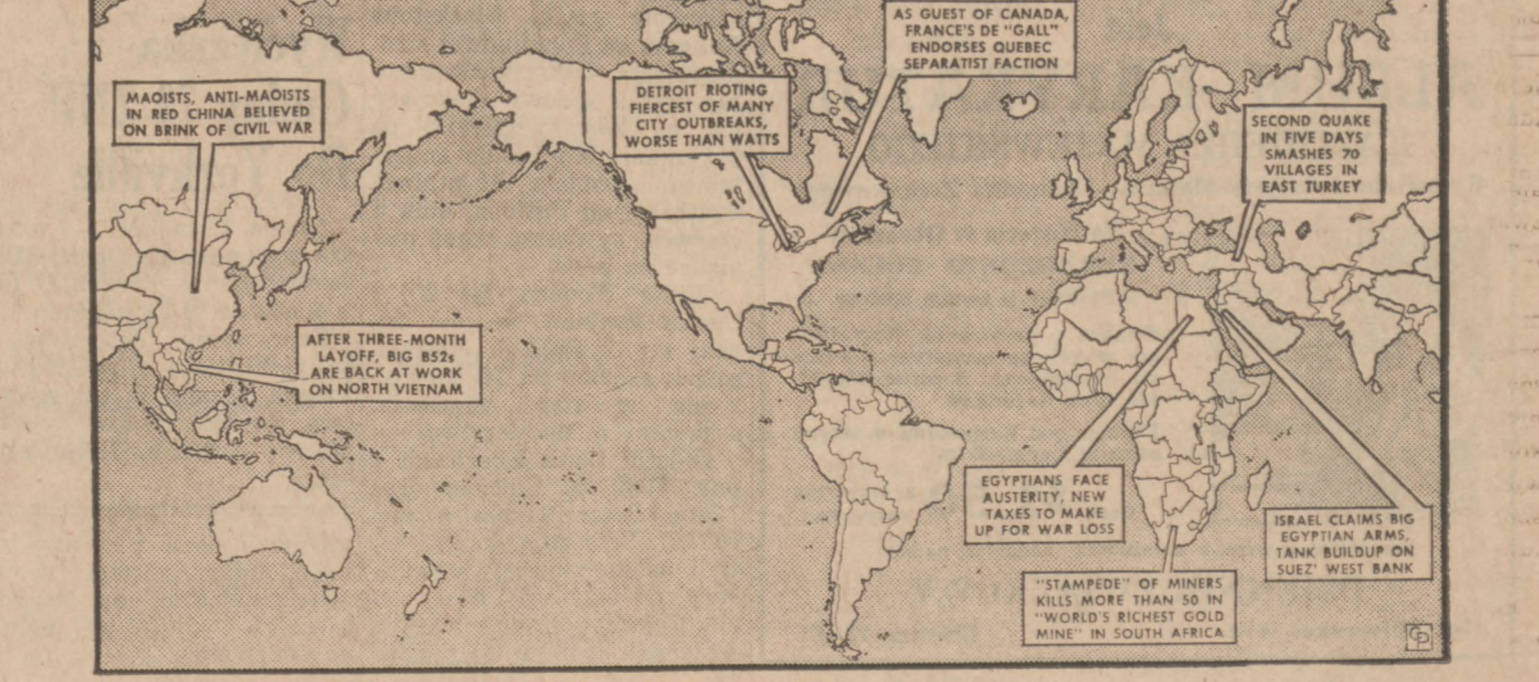 AS GUEST OF CANADA,
FRANCE'S DE "GALL"
ENDORSES QUEBEC
SEPARATIST FACTION
MAOISTS, ANTI-MAOISTS
IN RED CHINA BELIEVED
ON BRINK OF CIVIL WAR
DETROIT RIOTING
FIERCEST OF MANY
CITY OUTBREAKS,
WORSE THAN WATTS
SECOND QUAKE
IN FIVE DAYS
SMASHES 70
VILLAGES IN
EAST TURKEY
AFTER THREE-MONTH
LAYOFF, BIG B52s
ARE BACK AT WORK
ON NORTH VIETNAM
EGYPTIANS FACE
AUSTERITY, NEW
TAXES TO MAKE
UP FOR WAR LOSS
ISRAEL CLAIMS BIG
EGYPTIAN ARMS,
TANK BUILDUP ON
SUEZ' WEST BANK
"STAMPEDE" OF MINERS
KILLS MORE THAN 50 IN
"WORLD'S RICHEST GOLD
MINE" IN SOUTH AFRICA
CP